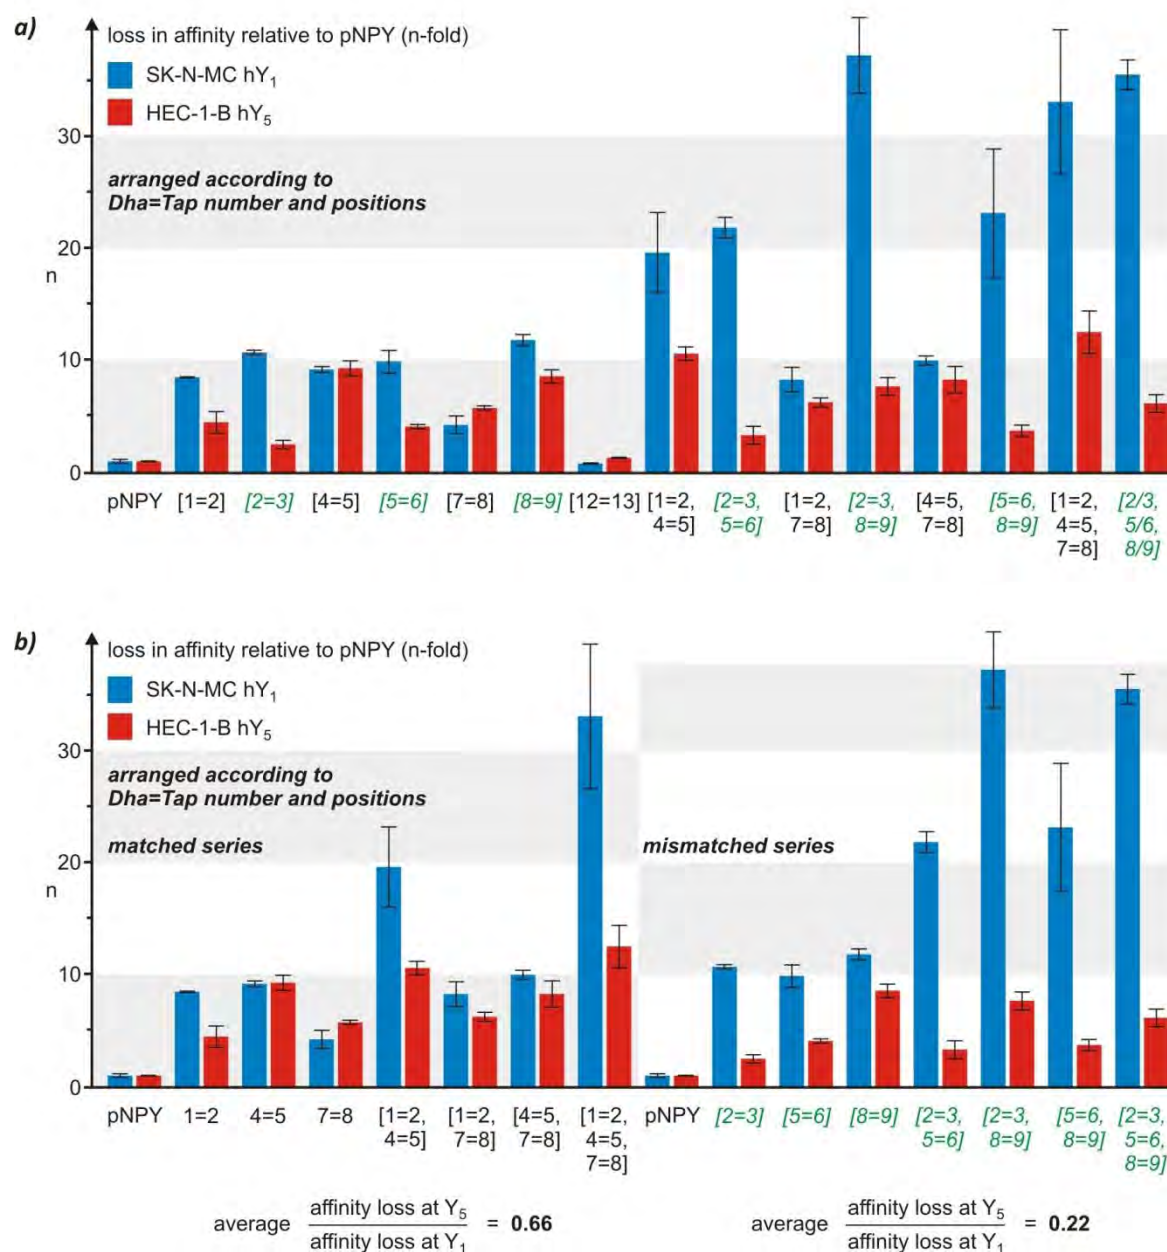 a)
loss in affinity relative to pNPY (n-fold)
SK-N-MC hY₁
HEC-1-B hY₅
30
arranged according to
Dha=Tap number and positions
20
n
10
0
pNPY [1=2] [2=3] [4=5] [5=6] [7=8] [8=9] [12=13] [1=2, [2=3, [1=2, [2=3, [4=5, [5=6, [1=2, [2/3,
4=5] 5=6] 7=8] 8=9] 7=8] 8=9] 4=5, 5/6,
7=8] 8/9]
b)
loss in affinity relative to pNPY (n-fold)
SK-N-MC hY₁
HEC-1-B hY₅
30
arranged according to
Dha=Tap number and positions
matched series mismatched series
20
n
10
0
pNPY 1=2 4=5 7=8 [1=2, [1=2, [4=5, [1=2, pNPY [2=3] [5=6] [8=9] [2=3, [2=3, [5=6, [2=3,
4=5] 7=8] 7=8] 4=5, 5=6] 8=9] 8=9] 5=6,
7=8] 8=9]
affinity loss at Y₅ affinity loss at Y₅
average = 0.66 average = 0.22
affinity loss at Y₁ affinity loss at Y₁